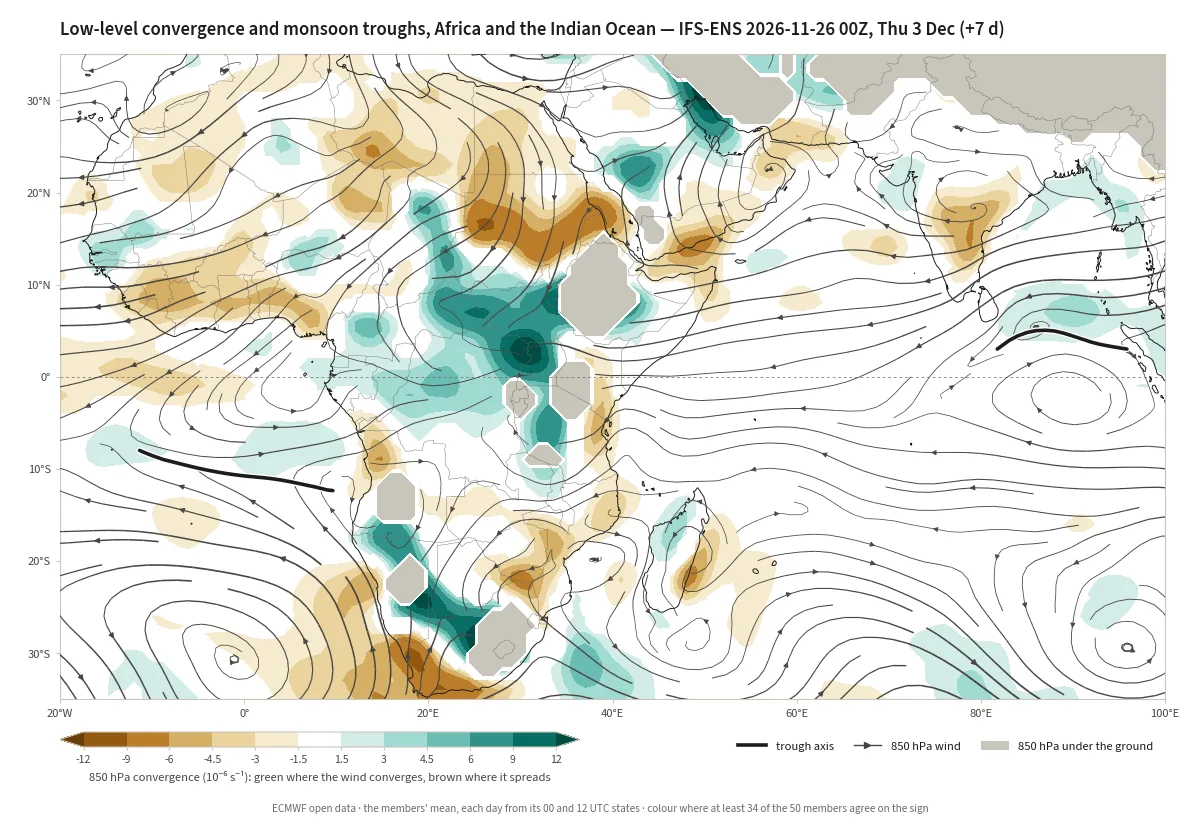 Low-level convergence and monsoon troughs, Africa and the Indian Ocean — IFS-ENS 2026-11-26 00Z, Thu 3 Dec (+7 d)
30°N
20°N
10°N
0°
10°S
20°S
30°S
20°W 0° 20°E 40°E 60°E 80°E 100°E
-12 -9 -6 -4.5 -3 -1.5 1.5 3 4.5 6 9 12
850 hPa convergence (10⁻⁶ s⁻¹): green where the wind converges, brown where it spreads
trough axis 850 hPa wind 850 hPa under the ground
ECMWF open data · the members' mean, each day from its 00 and 12 UTC states · colour where at least 34 of the 50 members agree on the sign